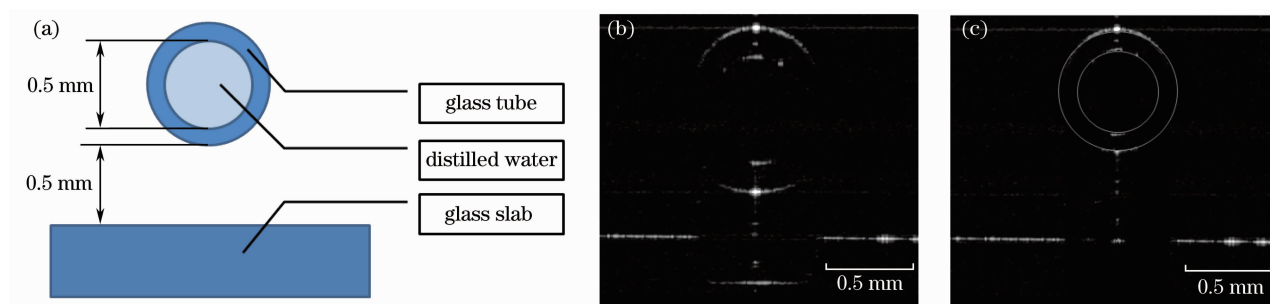 (a)
0.5 mm
0.5 mm
glass tube
distilled water
glass slab
(b)
0.5 mm
(c)
0.5 mm